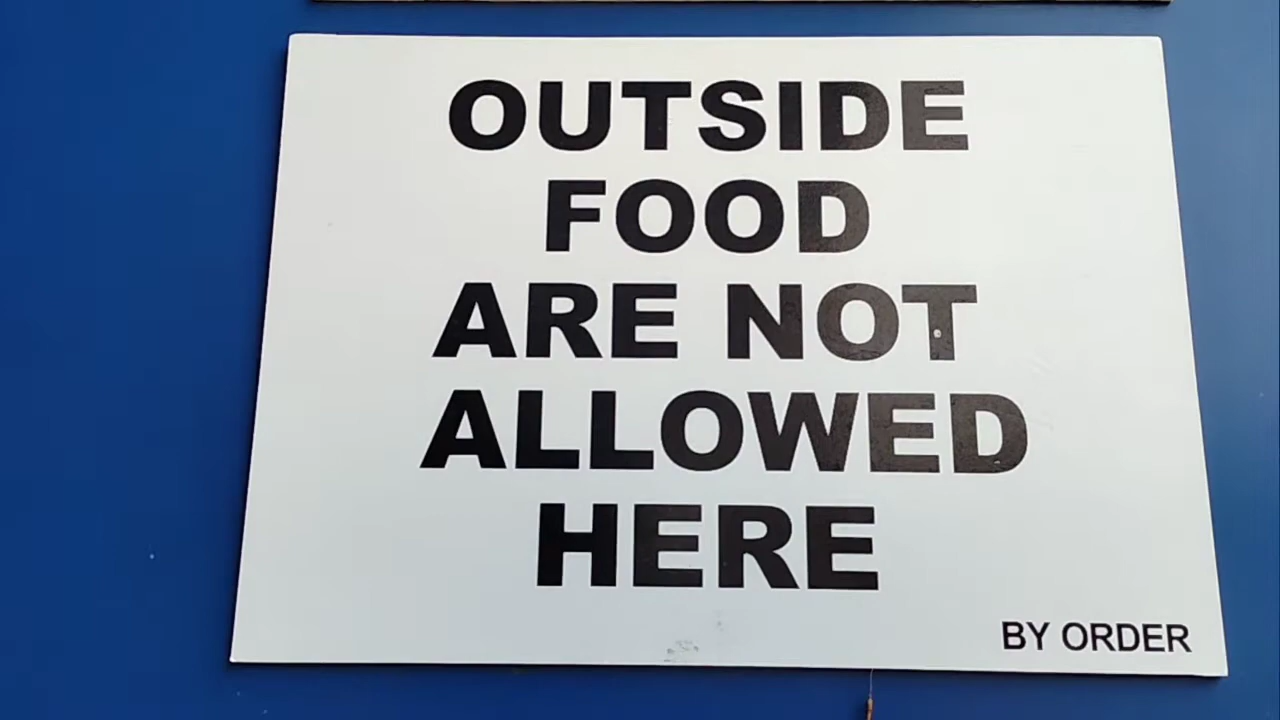 OUTSIDE
FOOD
ARE NOT
ALLOWED
HERE
BY ORDER